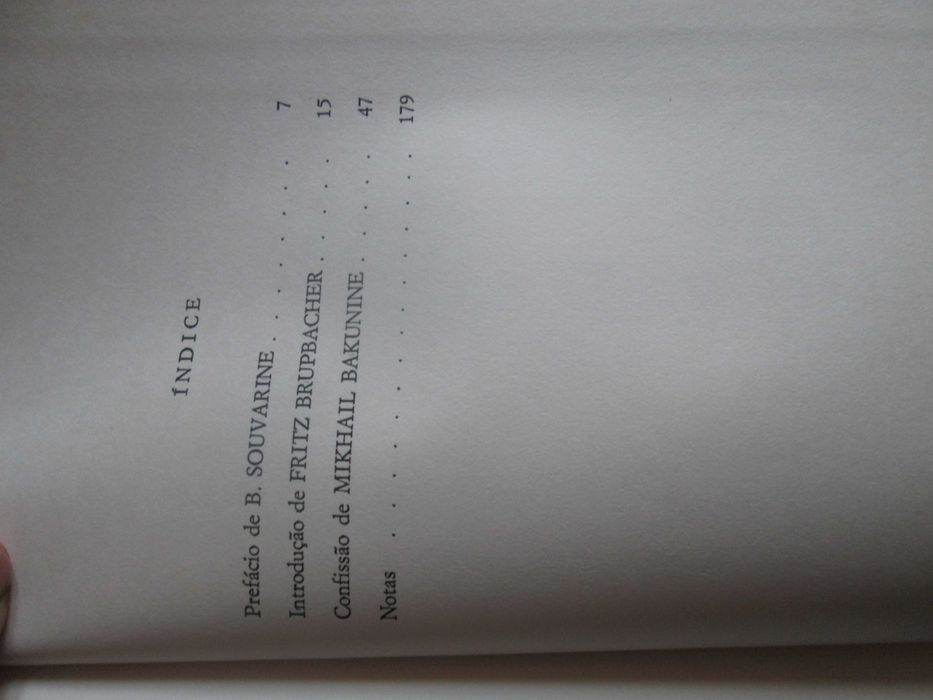 ÍNDICE
Prefácio de B. SOUVARINE . . . . . . . 7
Introdução de FRITZ BRUPBACHER . . . . 15
Confissão de MIKHAIL BAKUNINE . . . . . 47
Notas . . . . . . . . . . . . . . 179